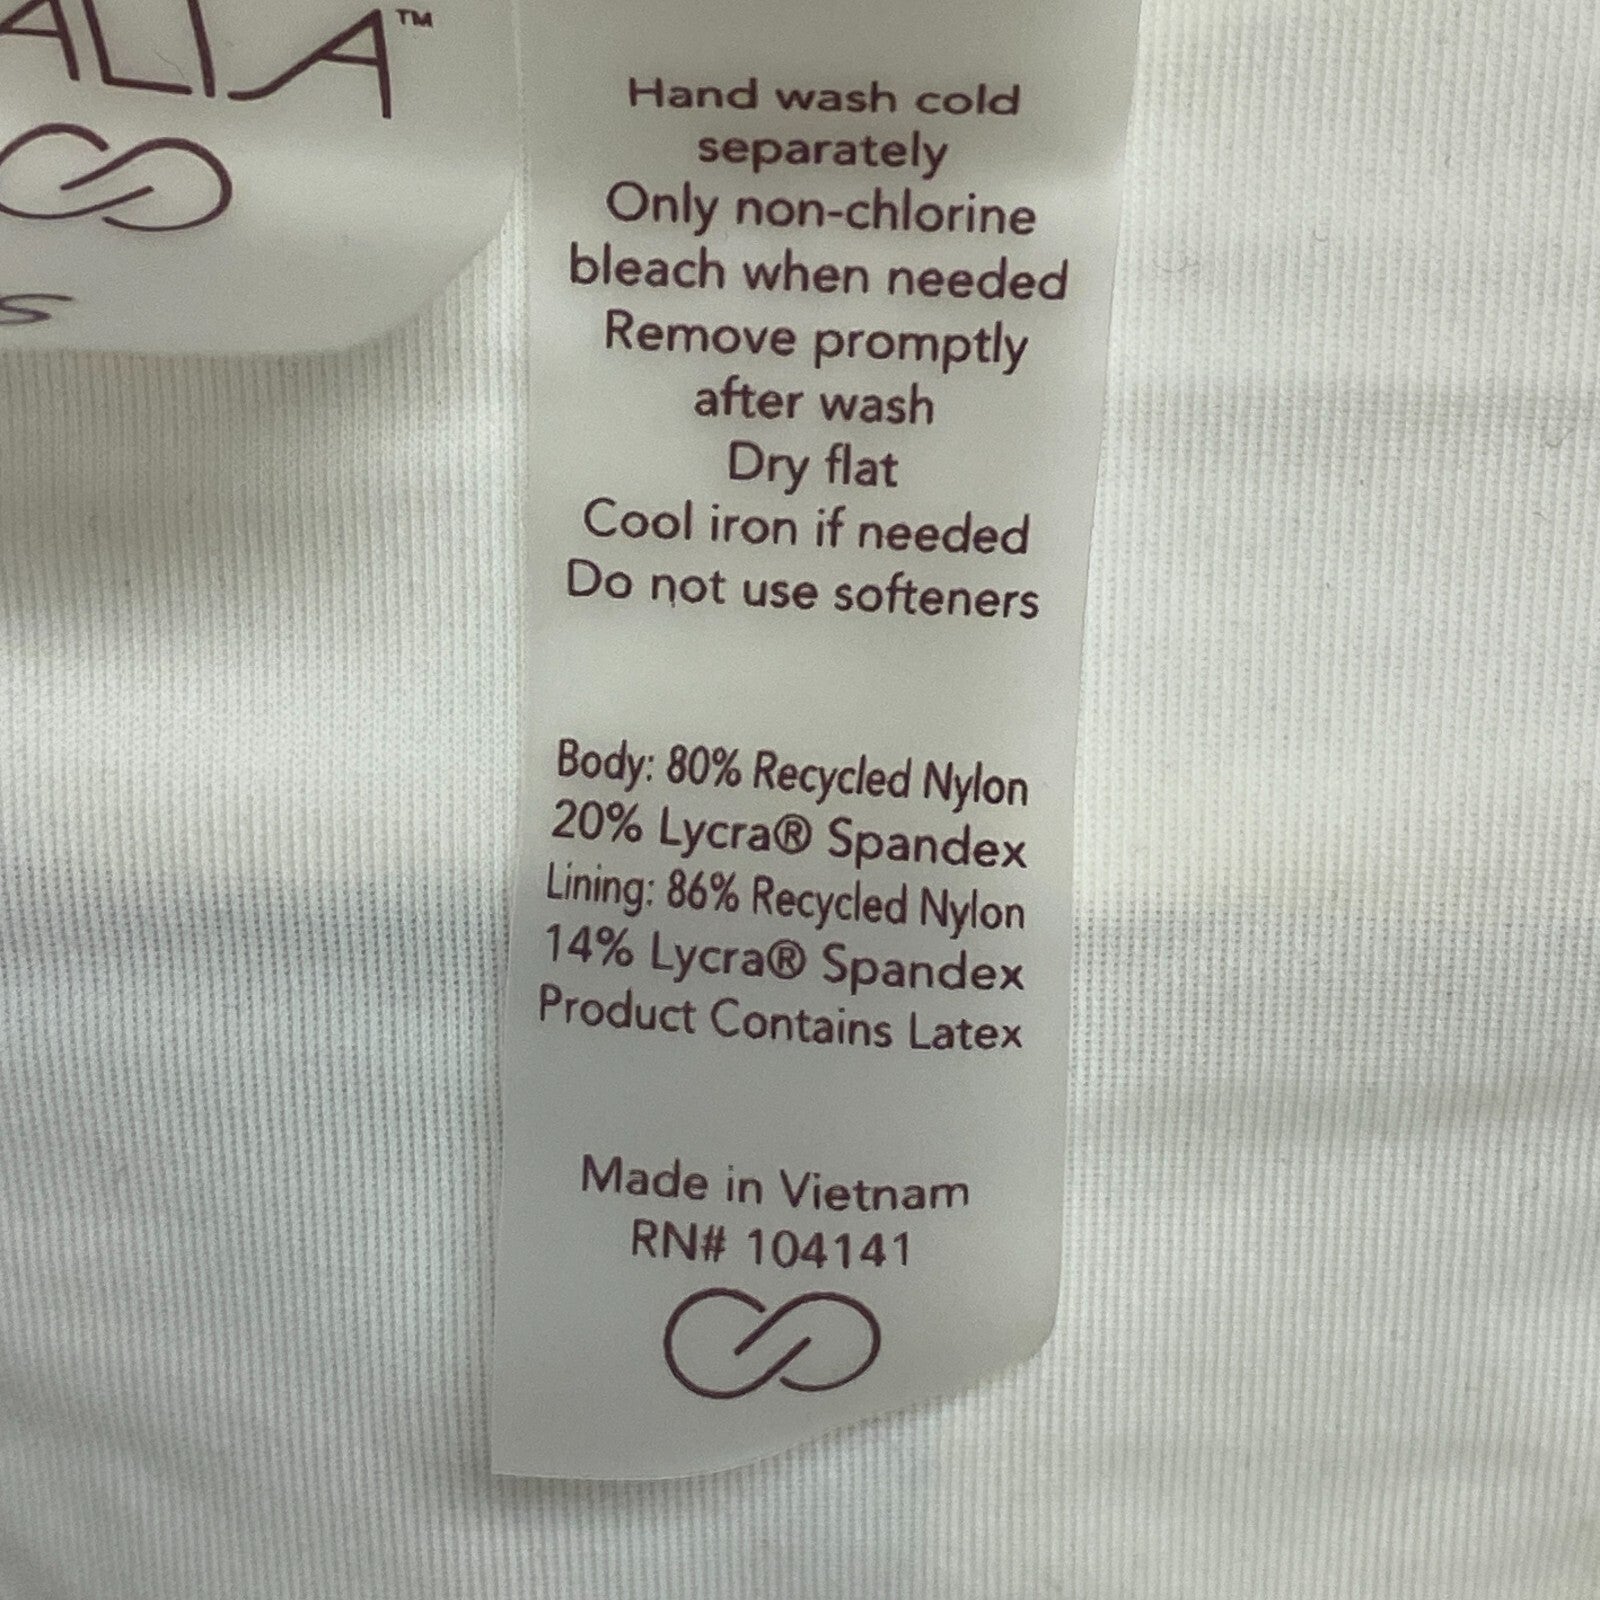 ALIA™
S
Hand wash cold
separately
Only non-chlorine
bleach when needed
Remove promptly
after wash
Dry flat
Cool iron if needed
Do not use softeners
Body: 80% Recycled Nylon
20% Lycra® Spandex
Lining: 86% Recycled Nylon
14% Lycra® Spandex
Product Contains Latex
Made in Vietnam
RN# 104141